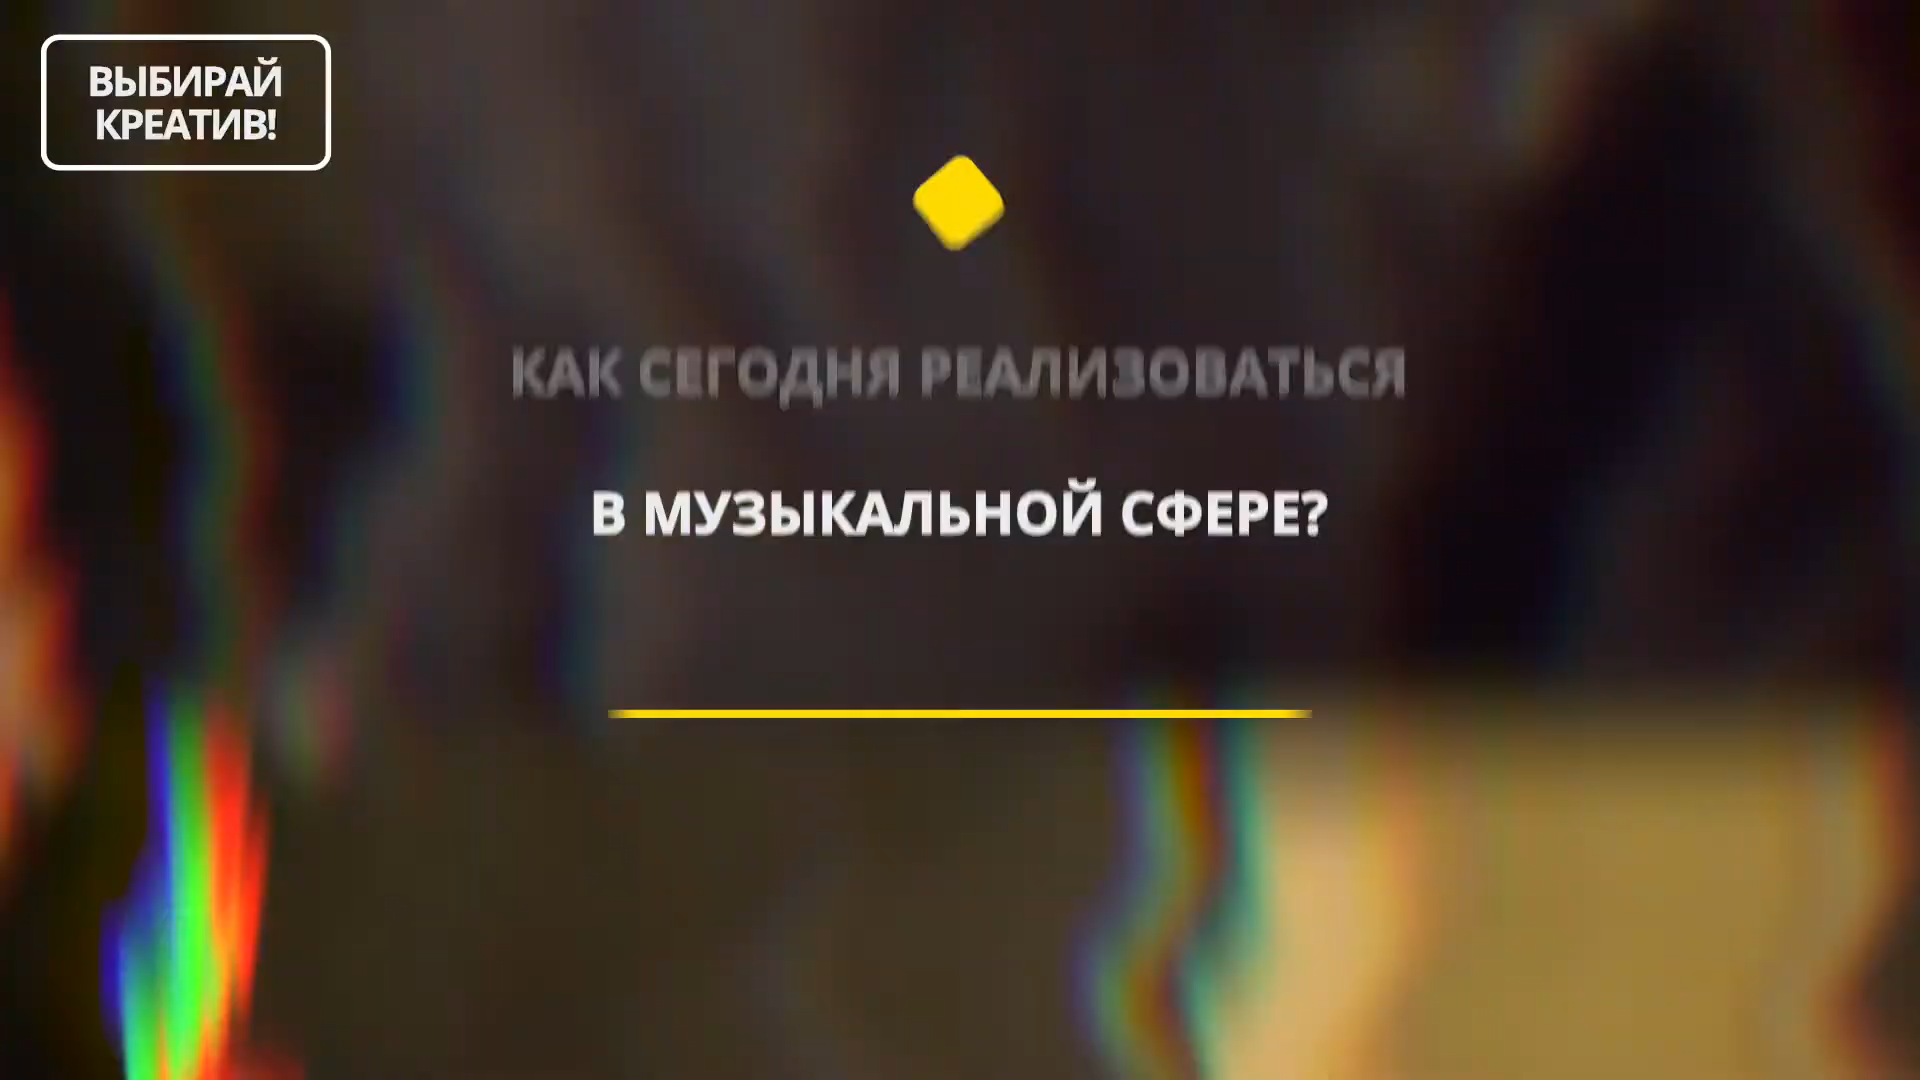 ВЫБИРАЙ
КРЕАТИВ!
КАК СЕГОДНЯ РЕАЛИЗОВАТЬСЯ
В МУЗЫКАЛЬНОЙ СФЕРЕ?